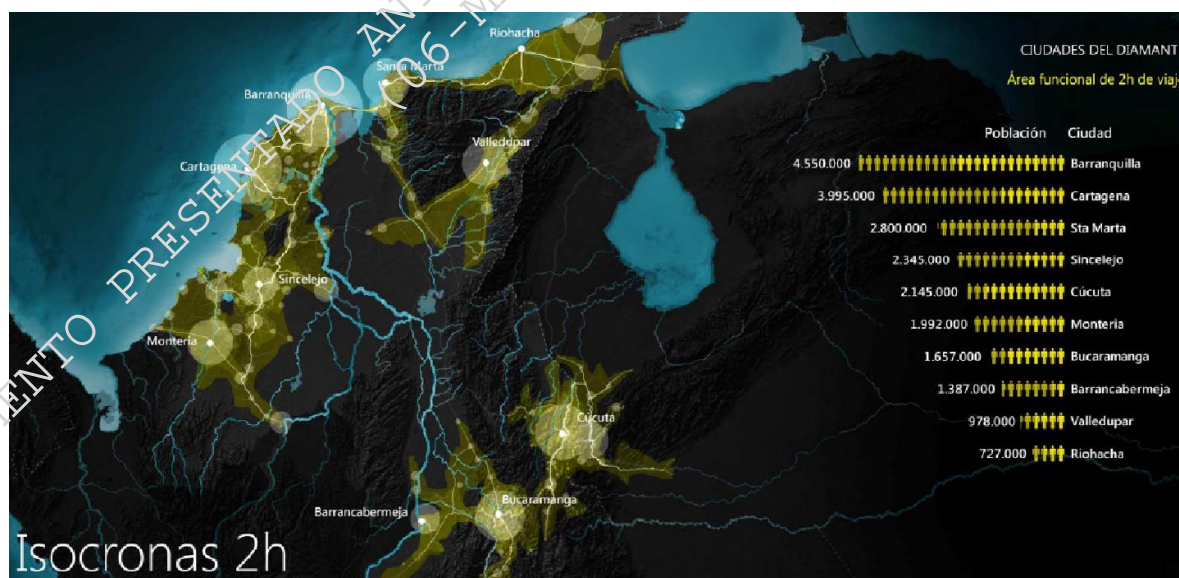 CIUDADES DEL DIAMANT
Área funcional de 2h de viaj
Población Ciudad
4.550.000 Barranquilla
3.995.000 Cartagena
2.800.000 Sta Marta
2.345.000 Sincelejo
2.145.000 Cúcuta
1.992.000 Monteria
1.657.000 Bucaramanga
1.387.000 Barrancabermeja
978.000 Valledupar
727.000 Riohacha
Riohacha
Santa Marta
Barranquilla
Valledupar
Cartagena
Sincelejo
Montería
Cúcuta
Bucaramanga
Barrancabermeja
Isocronas 2h
PRESENTADO
(06-M